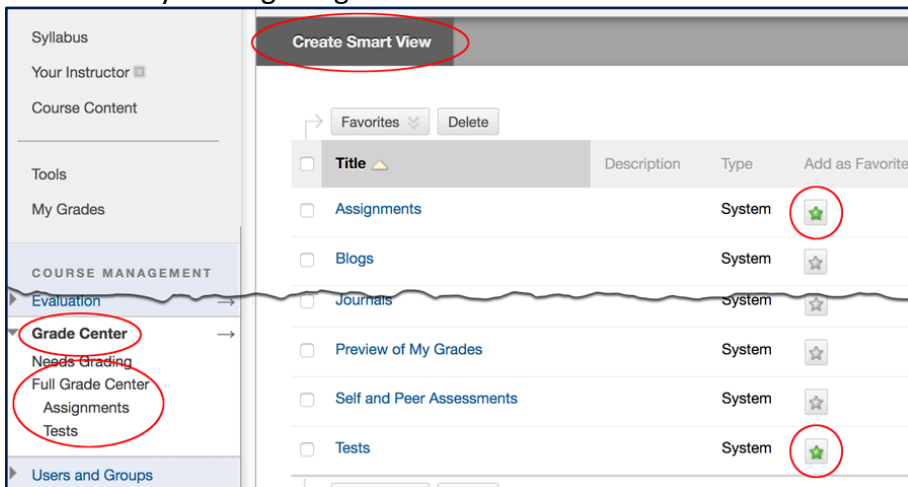 Syllabus
Your Instructor
Course Content
Tools
My Grades
COURSE MANAGEMENT
Evaluation
Grade Center
Needs Grading
Full Grade Center
Assignments
Tests
Users and Groups
Create Smart View
Favorites Delete
Title Description Type Add as Favorite
Assignments System
Blogs System
Journals System
Preview of My Grades System
Self and Peer Assessments System
Tests System